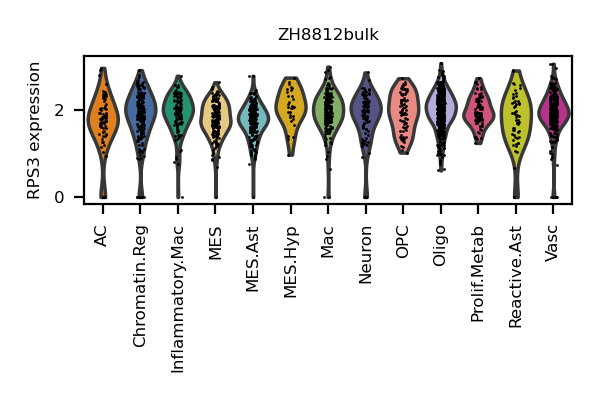 ZH8812bulk
RPS3 expression
2
0
AC
Chromatin.Reg
Inflammatory.Mac
MES
MES.Ast
MES.Hyp
Mac
Neuron
OPC
Oligo
Prolif.Metab
Reactive.Ast
Vasc